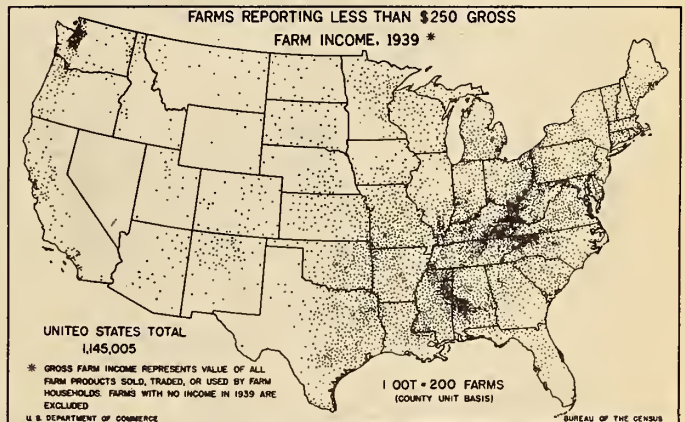 FARMS REPORTING LESS THAN $250 GROSS
FARM INCOME, 1939 *
UNITED STATES TOTAL
1,145,005
* GROSS FARM INCOME REPRESENTS VALUE OF ALL
FARM PRODUCTS SOLD, TRADED, OR USED BY FARM
HOUSEHOLDS. FARMS WITH NO INCOME IN 1939 ARE
EXCLUDED
1 DOT = 200 FARMS
(COUNTY UNIT BASIS)
U. S. DEPARTMENT OF COMMERCE
BUREAU OF THE CENSUS